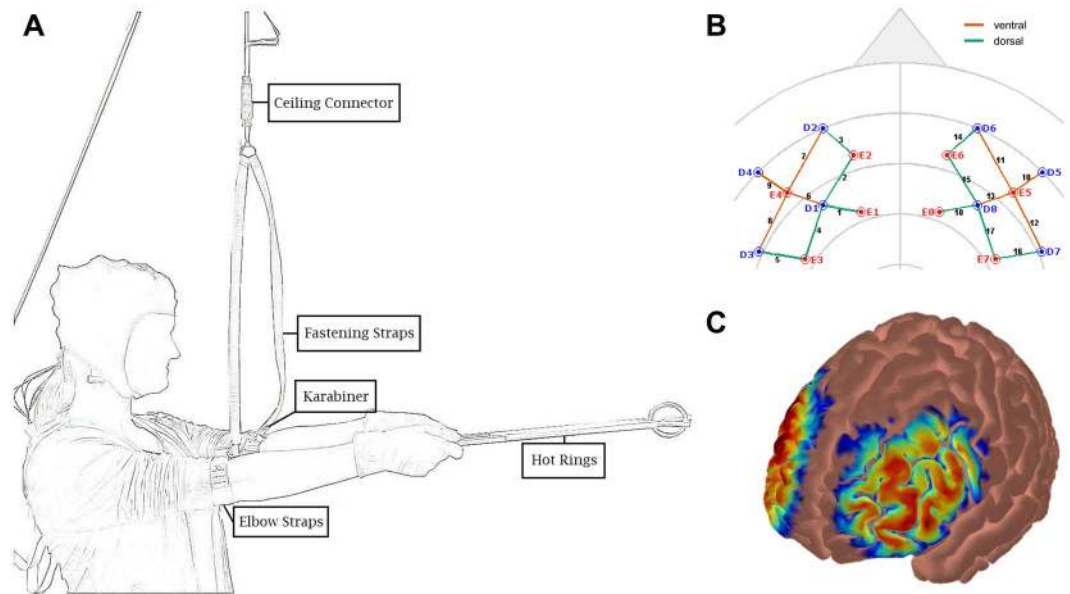 A
Ceiling Connector
Fastening Straps
Karabiner
Hot Rings
Elbow Straps
B
ventral
dorsal
D2 3 D6 14
7 E2 E6 11
D4 2 15 10 D5
9 E4 6 13 E5
D1 1 E1 E8 18 D8
8 4 17 12
D3 5 E3 E7 16 D7
C